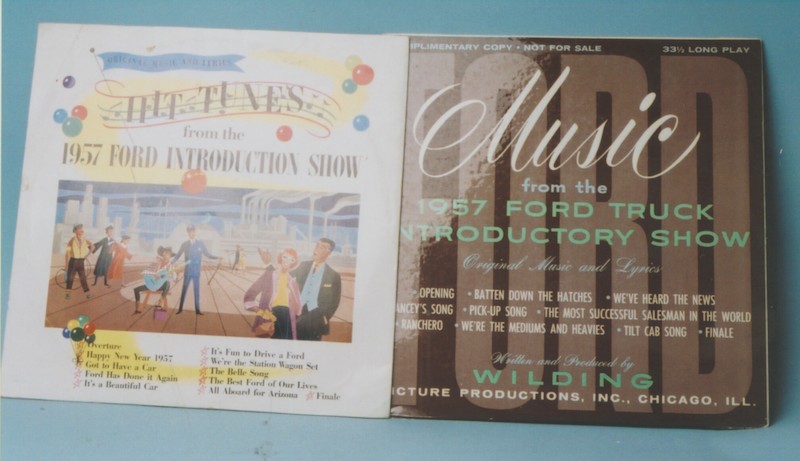 ORIGINAL MUSIC AND LYRICS
HIT TUNES
from the
1957 FORD INTRODUCTION SHOW
Overture
Happy New Year 1957
Got to Have a Car
Ford Has Done it Again
It's a Beautiful Car
It's Fun to Drive a Ford
We're the Station Wagon Set
The Belle Song
The Best Ford of Our Lives
All Aboard for Arizona
Finale
MPLIMENTARY COPY • NOT FOR SALE 33⅓ LONG PLAY
FORD
Music
from the
1957 FORD TRUCK
NTRODUCTORY SHOW
Original Music and Lyrics
• OPENING • BATTEN DOWN THE HATCHES • WE'VE HEARD THE NEWS
ANCEY'S SONG • PICK-UP SONG • THE MOST SUCCESSFUL SALESMAN IN THE WORLD
RANCHERO • WE'RE THE MEDIUMS AND HEAVIES • TILT CAB SONG • FINALE
Written and Produced by
WILDING
ICTURE PRODUCTIONS, INC., CHICAGO, ILL.